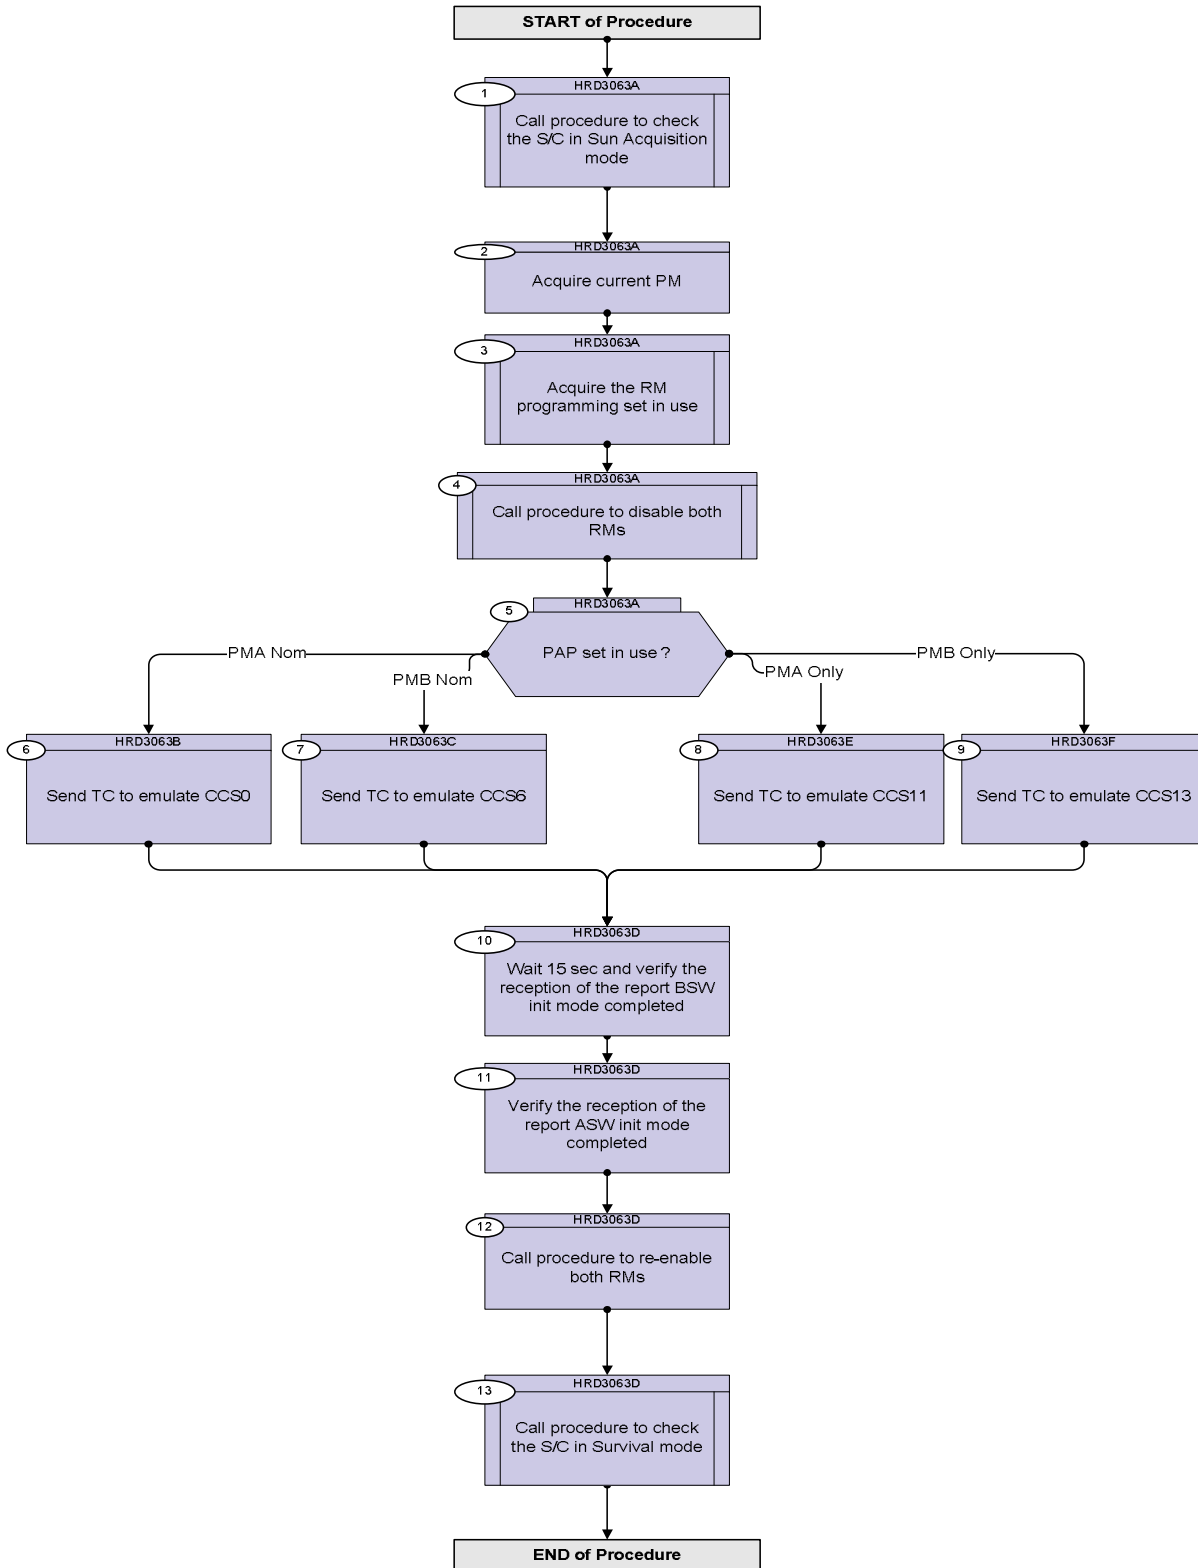 START of Procedure
HRD3063A
1
Call procedure to check
the S/C in Sun Acquisition
mode
HRD3063A
2
Acquire current PM
HRD3063A
3
Acquire the RM
programming set in use
HRD3063A
4
Call procedure to disable both
RMs
HRD3063A
5
PAP set in use ?
PMA Nom
PMB Nom
PMA Only
PMB Only
HRD3063B
6
Send TC to emulate CCS0
HRD3063C
7
Send TC to emulate CCS6
HRD3063E
8
Send TC to emulate CCS11
HRD3063F
9
Send TC to emulate CCS13
HRD3063D
10
Wait 15 sec and verify the
reception of the report BSW
init mode completed
HRD3063D
11
Verify the reception of the
report ASW init mode
completed
HRD3063D
12
Call procedure to re-enable
both RMs
HRD3063D
13
Call procedure to check
the S/C in Survival mode
END of Procedure